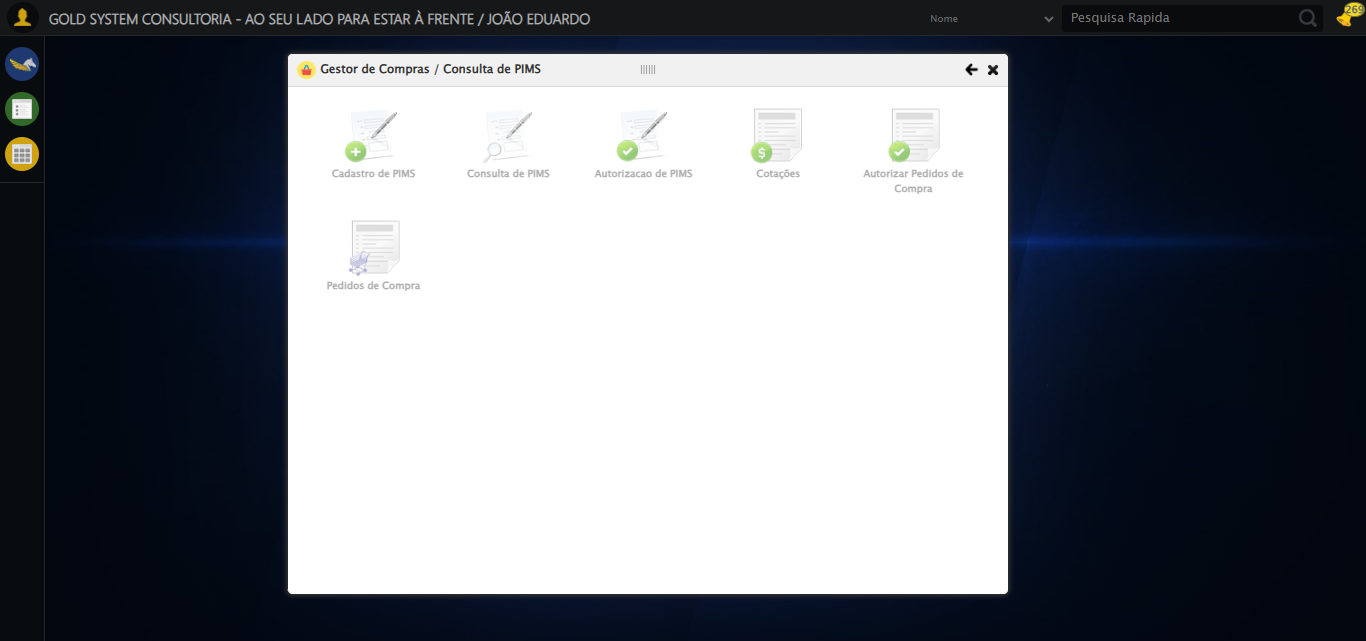 GOLD SYSTEM CONSULTORIA - AO SEU LADO PARA ESTAR À FRENTE / JOÃO EDUARDO
Nome
Pesquisa Rapida
269
Gestor de Compras / Consulta de PIMS
Cadastro de PIMS
Consulta de PIMS
Autorizacao de PIMS
Cotações
Autorizar Pedidos de
Compra
Pedidos de Compra